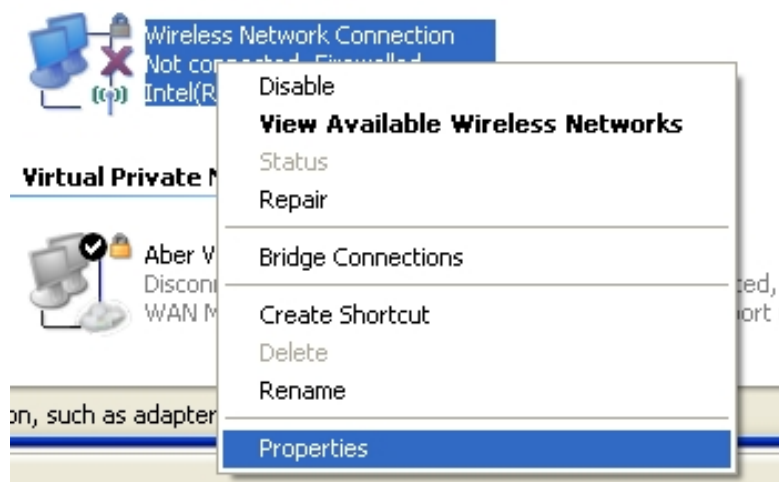 Wireless Network Connection
Not connected, Firewalled
Intel(R
Disable
View Available Wireless Networks
Status
Repair
Bridge Connections
Create Shortcut
Delete
Rename
Properties
Virtual Private
Aber V
Disconn
WAN M
ted,
port
on, such as adapter